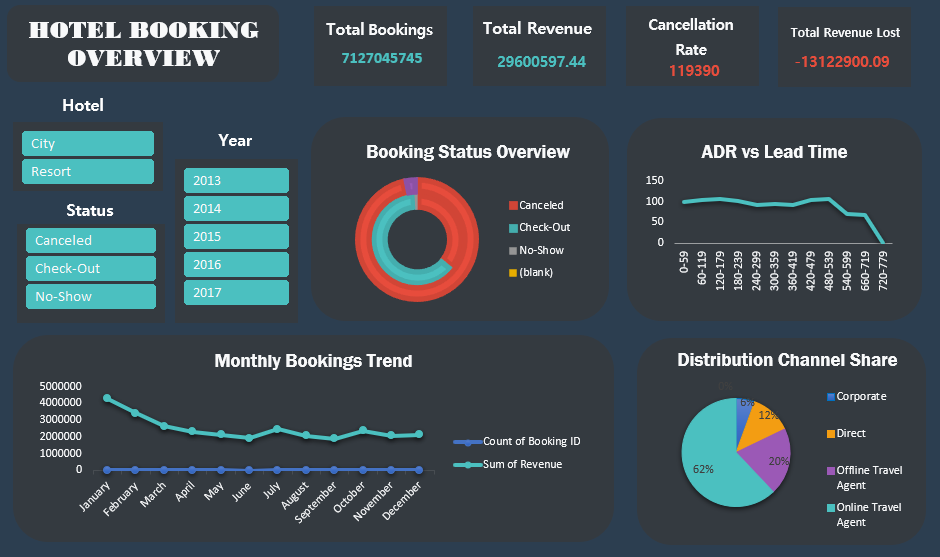 HOTEL BOOKING
OVERVIEW
Total Bookings
7127045745
Total Revenue
29600597.44
Cancellation
Rate
119390
Total Revenue Lost
-13122900.09
Hotel
City
Resort
Status
Canceled
Check-Out
No-Show
Year
2013
2014
2015
2016
2017
Booking Status Overview
Canceled
Check-Out
No-Show
(blank)
ADR vs Lead Time
150
100
50
0
0-59
60-119
120-179
180-239
240-299
300-359
360-419
420-479
480-539
540-599
660-719
720-779
Monthly Bookings Trend
5000000
4000000
3000000
2000000
1000000
0
January
February
March
April
May
June
July
August
September
October
November
December
Count of Booking ID
Sum of Revenue
Distribution Channel Share
0%
6%
12%
20%
62%
Corporate
Direct
Offline Travel
Agent
Online Travel
Agent